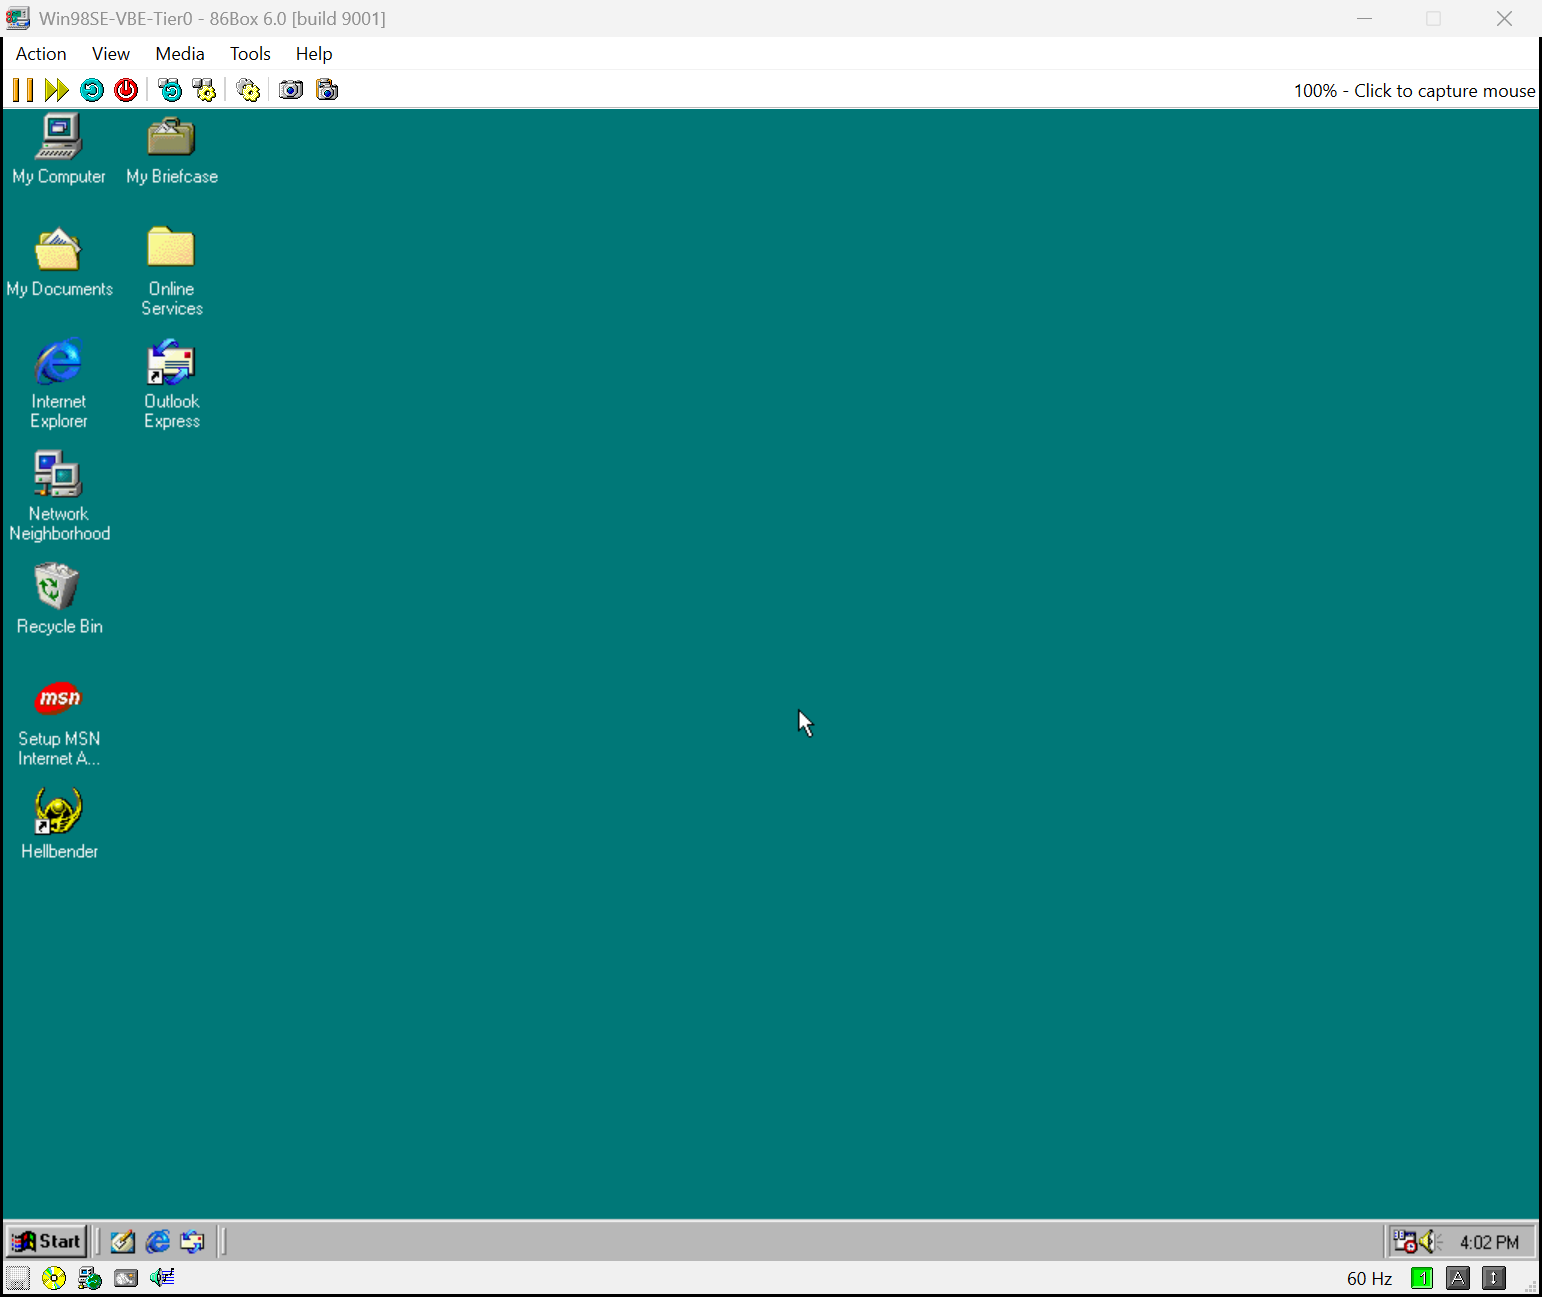 Win98SE-VBE-Tier0 - 86Box 6.0 [build 9001]
Action View Media Tools Help
100% - Click to capture mouse
My Computer
My Briefcase
My Documents
Online
Services
Internet
Explorer
Outlook
Express
Network
Neighborhood
Recycle Bin
msn
Setup MSN
Internet A...
Hellbender
Start
4:02 PM
60 Hz
1
A